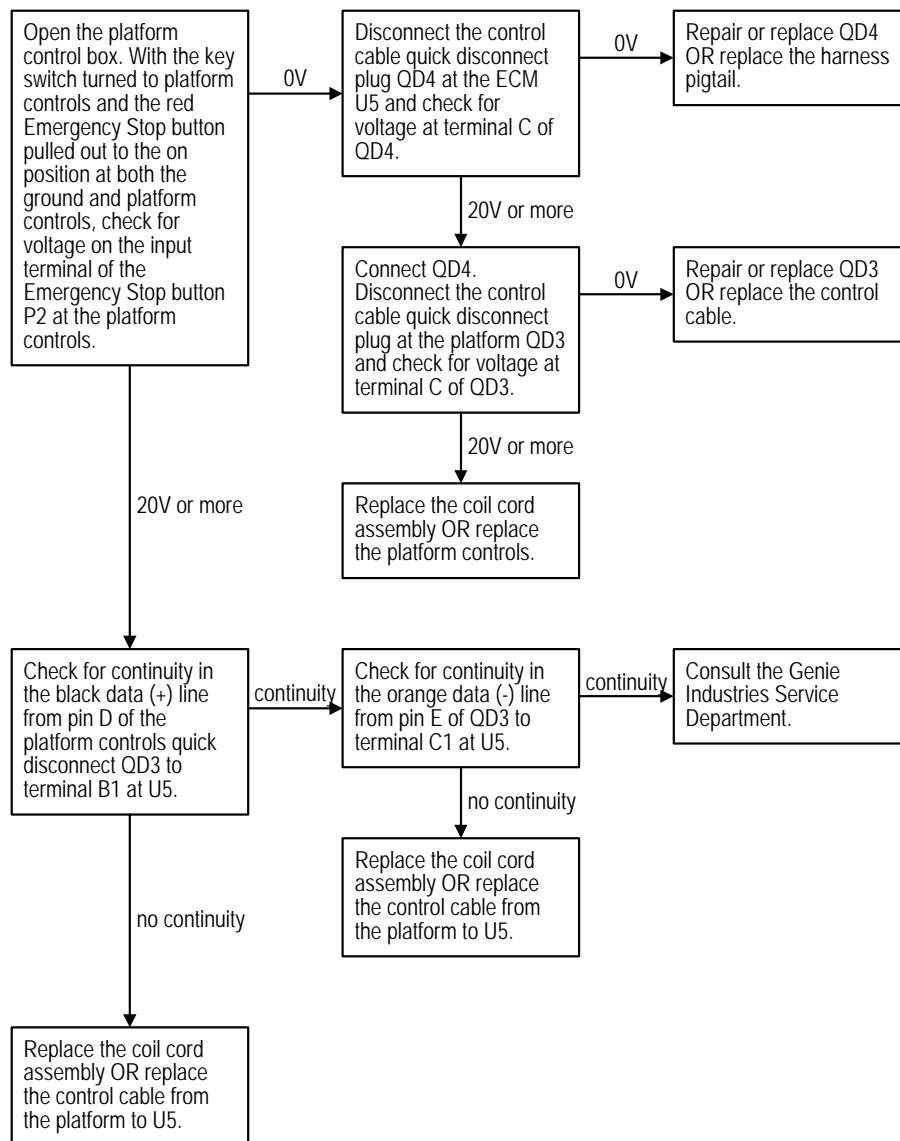 Open the platform
control box. With the key
switch turned to platform
controls and the red
Emergency Stop button
pulled out to the on
position at both the
ground and platform
controls, check for
voltage on the input
terminal of the
Emergency Stop button
P2 at the platform
controls.
0V
Disconnect the control
cable quick disconnect
plug QD4 at the ECM
U5 and check for
voltage at terminal C of
QD4.
0V
Repair or replace QD4
OR replace the harness
pigtail.
20V or more
Connect QD4.
Disconnect the control
cable quick disconnect
plug at the platform QD3
and check for voltage at
terminal C of QD3.
0V
Repair or replace QD3
OR replace the control
cable.
20V or more
Replace the coil cord
assembly OR replace
the platform controls.
20V or more
Check for continuity in
the black data (+) line
from pin D of the
platform controls quick
disconnect QD3 to
terminal B1 at U5.
continuity
Check for continuity in
the orange data (-) line
from pin E of QD3 to
terminal C1 at U5.
continuity
Consult the Genie
Industries Service
Department.
no continuity
Replace the coil cord
assembly OR replace
the control cable from
the platform to U5.
no continuity
Replace the coil cord
assembly OR replace
the control cable from
the platform to U5.